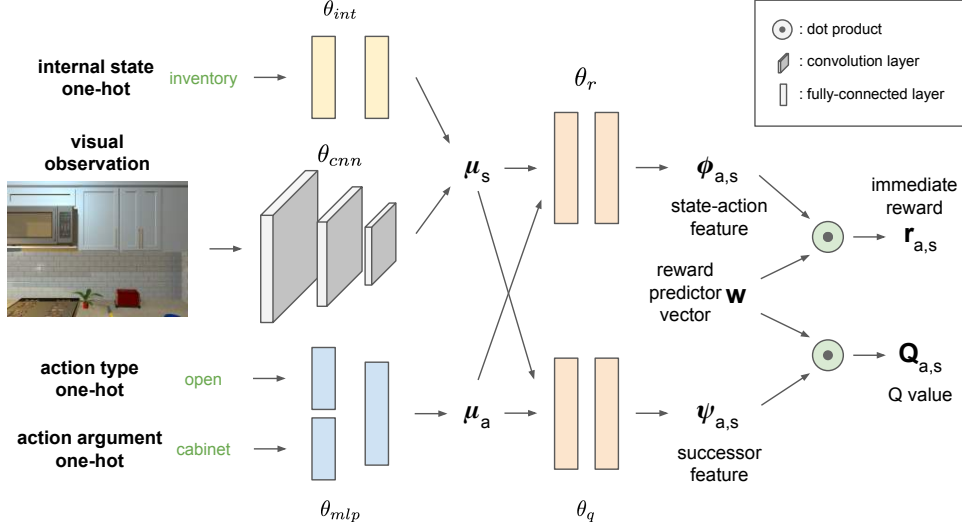 θ_int
internal state
one-hot
inventory
visual
observation
θ_cnn
action type
one-hot
open
action argument
one-hot
cabinet
θ_mlp
μ_s
μ_a
θ_r
θ_q
ϕ_a,s
state-action
feature
reward
predictor w
vector
ψ_a,s
successor
feature
immediate
reward
r_a,s
Q_a,s
Q value
: dot product
: convolution layer
: fully-connected layer